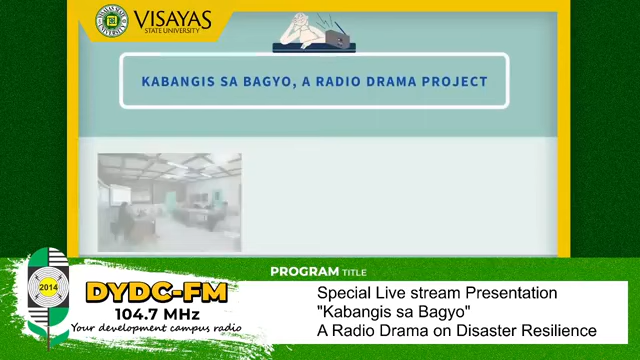 VISAYAS
STATE UNIVERSITY
KABANGIS SA BAGYO, A RADIO DRAMA PROJECT
PROGRAM TITLE
2014
DYDC-FM
104.7 MHz
Your development campus radio
Special Live stream Presentation
"Kabangis sa Bagyo"
A Radio Drama on Disaster Resilience